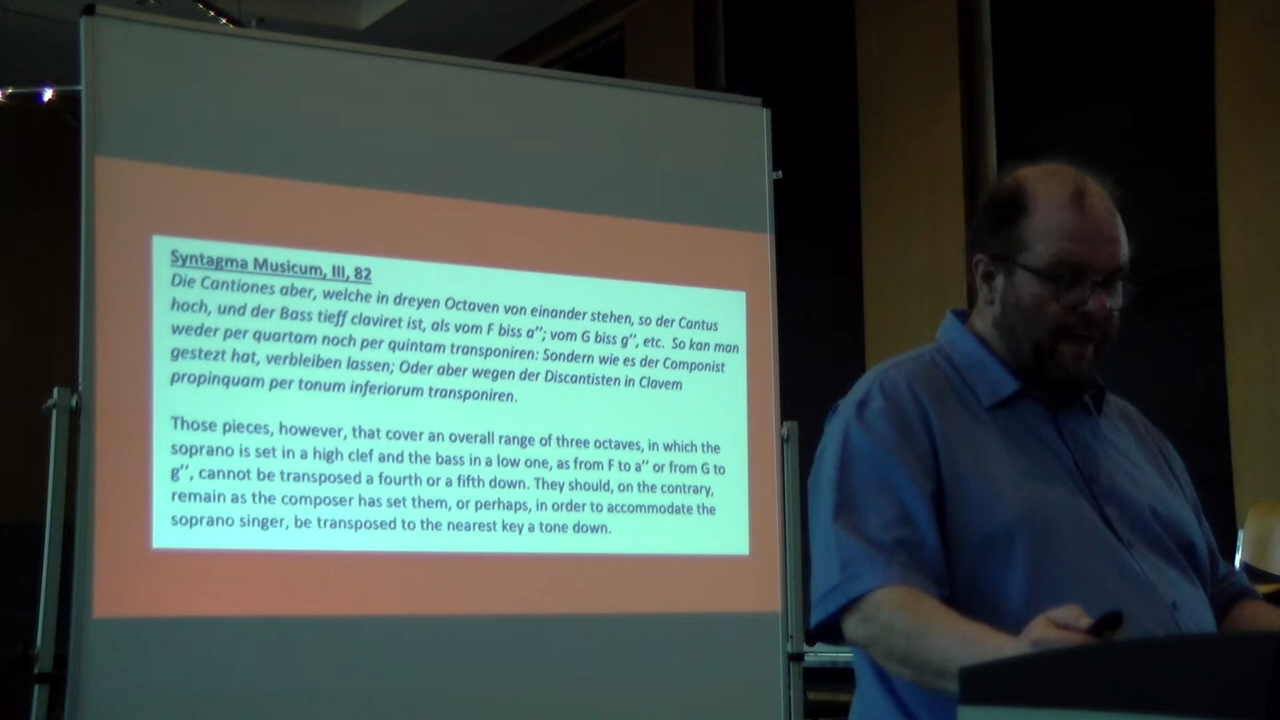 Syntagma Musicum, III, 82
Die Cantiones aber, welche in dreyen Octaven von einander stehen, so der Cantus
hoch, und der Bass tieff claviret ist, als vom F biss a’’; vom G biss g’’, etc. So kan man
weder per quartam noch per quintam transponiren: Sondern wie es der Componist
gestezt hat, verbleiben lassen; Oder aber wegen der Discantisten in Clavem
propinquam per tonum inferiorum transponiren.
Those pieces, however, that cover an overall range of three octaves, in which the
soprano is set in a high clef and the bass in a low one, as from F to a’’ or from G to
g’’, cannot be transposed a fourth or a fifth down. They should, on the contrary,
remain as the composer has set them, or perhaps, in order to accommodate the
soprano singer, be transposed to the nearest key a tone down.